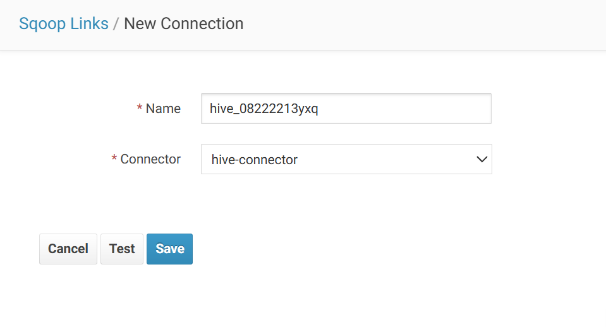 Sqoop Links / New Connection
* Name hive_08222213yxq
* Connector hive-connector
Cancel Test Save